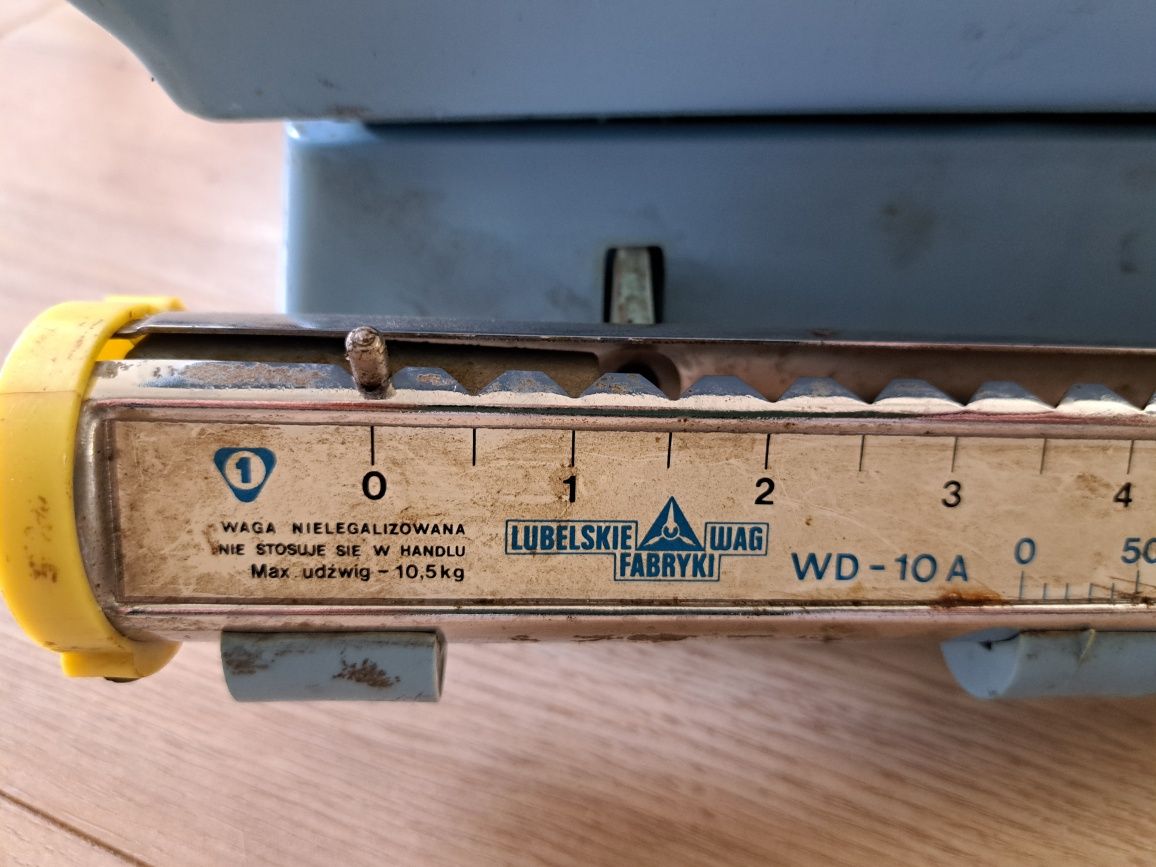 0 1 2 3 4
1
WAGA NIELEGALIZOWANA
NIE STOSUJE SIĘ W HANDLU
Max. udźwig - 10,5 kg
LUBELSKIE WAG
FABRYKI
WD - 10 A
0 50